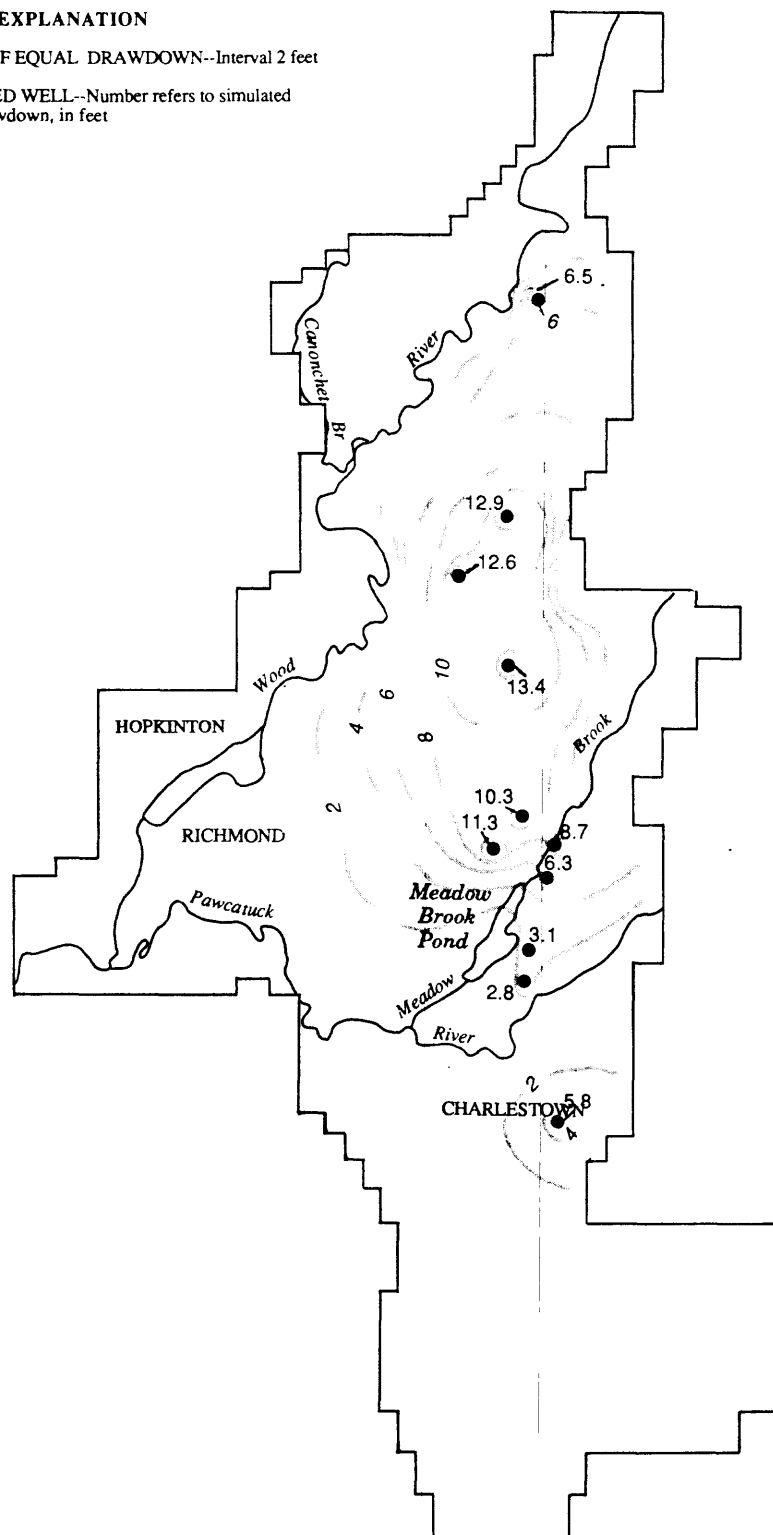 EXPLANATION
F EQUAL DRAWDOWN--Interval 2 feet
ED WELL--Number refers to simulated
wdown, in feet
6.5
6
Canonchet
Br
River
12.9
12.6
10
13.4
Wood
6
4
8
2
HOPKINTON
RICHMOND
Brook
10.3
11.3
8.7
6.3
Meadow
Brook
Pond
Pawcatuck
3.1
2.8
Meadow
River
2
CHARLESTOWN
5.8
4